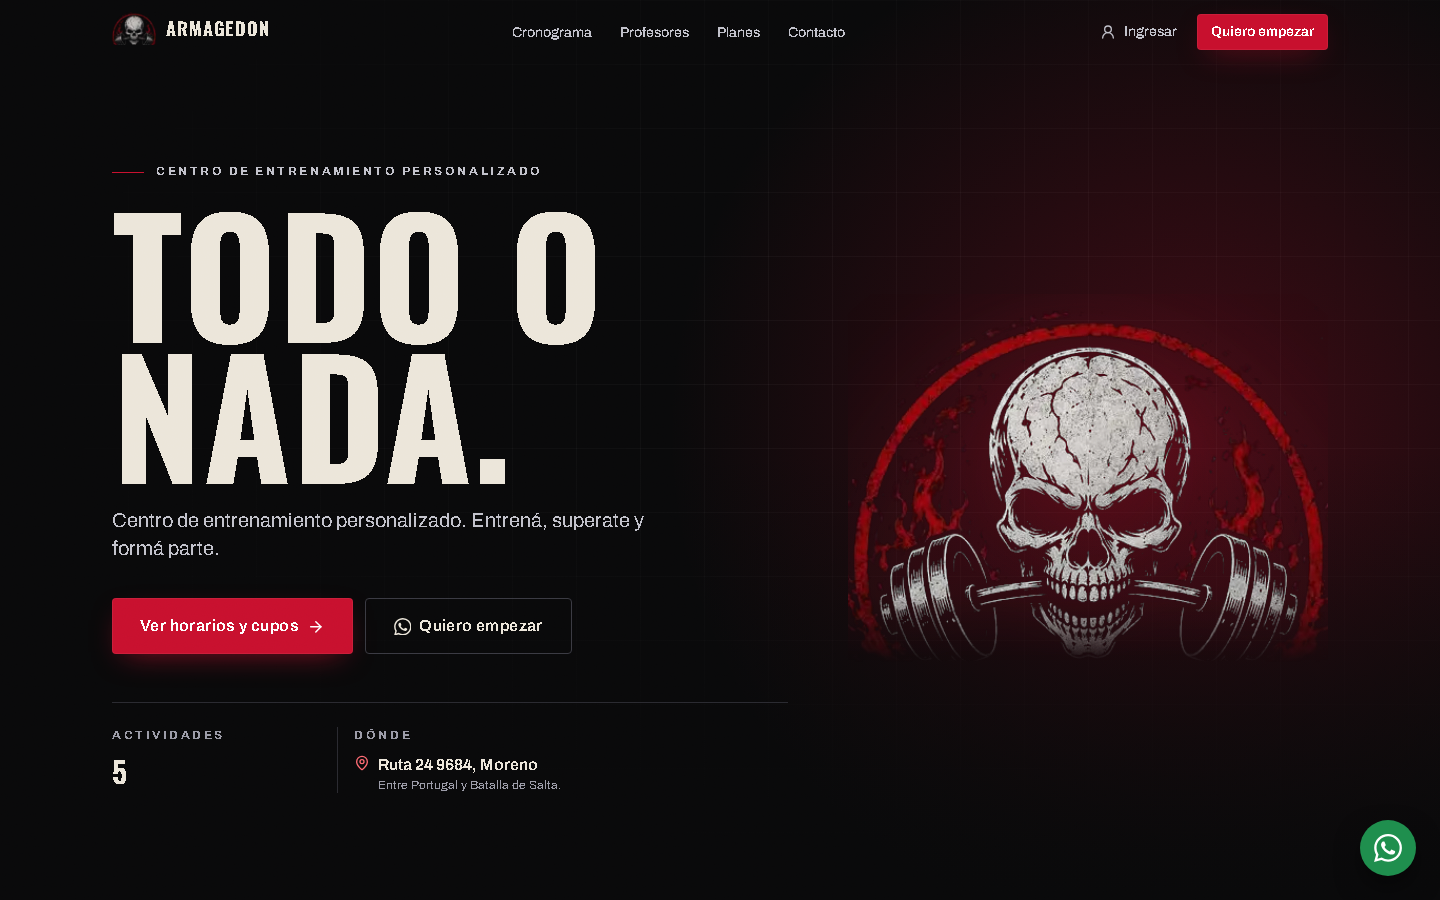 ARMAGEDON
Cronograma
Profesores
Planes
Contacto
Ingresar
Quiero empezar
CENTRO DE ENTRENAMIENTO PERSONALIZADO
TODO O
NADA.
Centro de entrenamiento personalizado. Entrená, superate y
formá parte.
Ver horarios y cupos
Quiero empezar
ACTIVIDADES
5
DÓNDE
Ruta 24 9684, Moreno
Entre Portugal y Batalla de Salta.